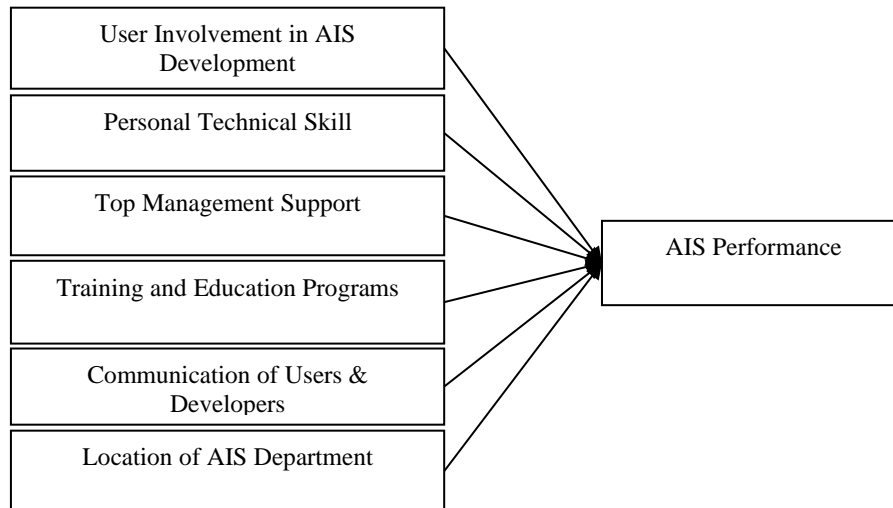 User Involvement in AIS
Development
Personal Technical Skill
Top Management Support
Training and Education Programs
Communication of Users &
Developers
Location of AIS Department
AIS Performance